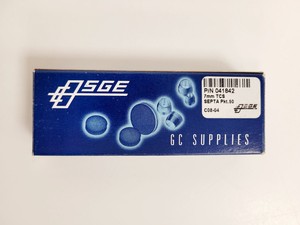 SGE
P/N 041842
7mm TCS
SEPTA Pkt.50
C08-04
SGE
GC SUPPLIES